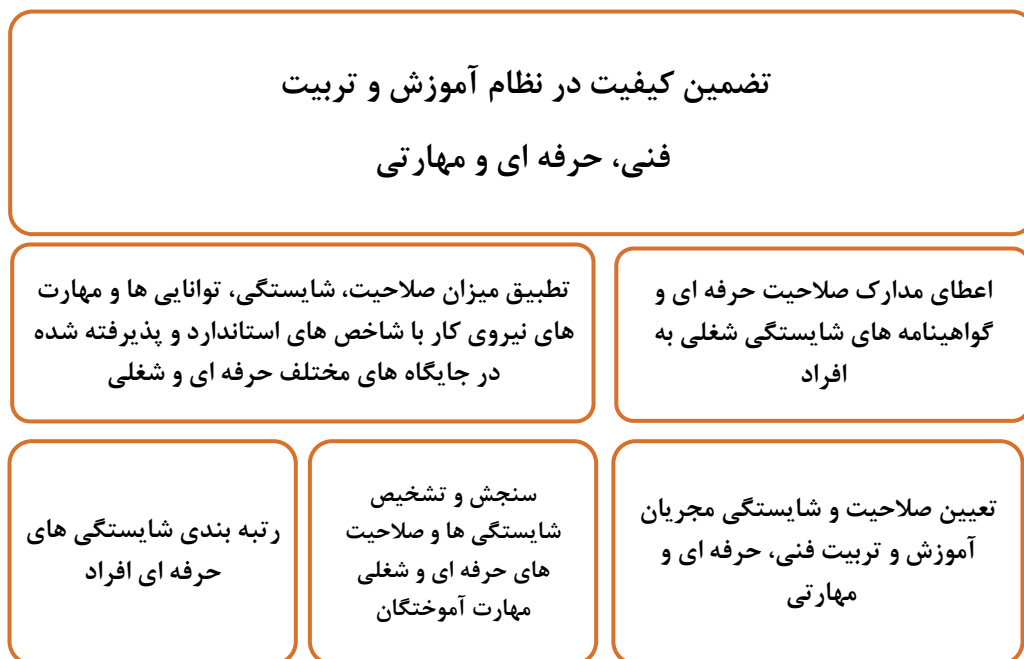 تضمین کیفیت در نظام آموزش و تربیت
فنی، حرفه ای و مهارتی
اعطای مدارک صلاحیت حرفه ای و
گواهینامه های شایستگی شغلی به
افراد
تطبیق میزان صلاحیت، شایستگی، توانایی ها و مهارت
های نیروی کار با شاخص های استاندارد و پذیرفته شده
در جایگاه های مختلف حرفه ای و شغلی
تعیین صلاحیت و شایستگی مجریان
آموزش و تربیت فنی، حرفه ای و
مهارتی
سنجش و تشخیص
شایستگی ها و صلاحیت
های حرفه ای و شغلی
مهارت آموختگان
رتبه بندی شایستگی های
حرفه ای افراد